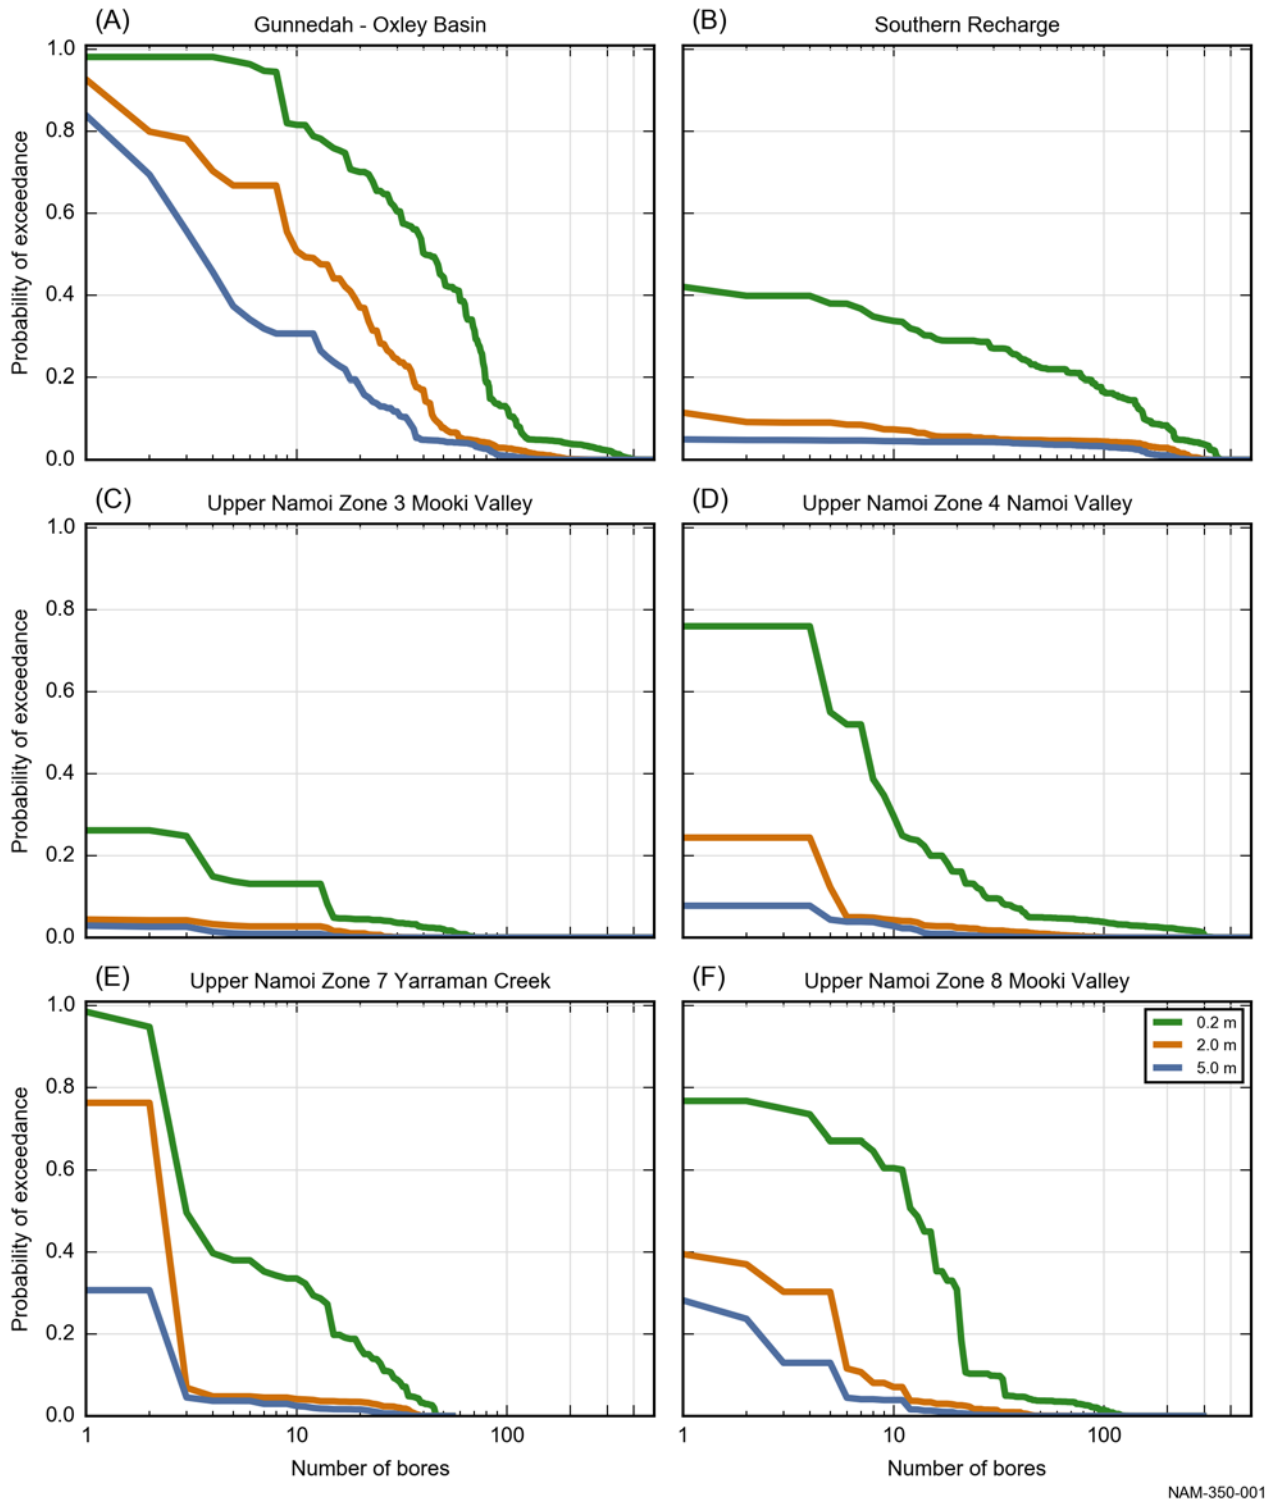 (A) Gunnedah - Oxley Basin
(B) Southern Recharge
Probability of exceedance
1.0
0.8
0.6
0.4
0.2
0.0
(C) Upper Namoi Zone 3 Mooki Valley
(D) Upper Namoi Zone 4 Namoi Valley
Probability of exceedance
1.0
0.8
0.6
0.4
0.2
0.0
(E) Upper Namoi Zone 7 Yarraman Creek
(F) Upper Namoi Zone 8 Mooki Valley
Probability of exceedance
1.0
0.8
0.6
0.4
0.2
0.0
0.2 m
2.0 m
5.0 m
1 10 100
1 10 100
Number of bores
Number of bores
NAM-350-001